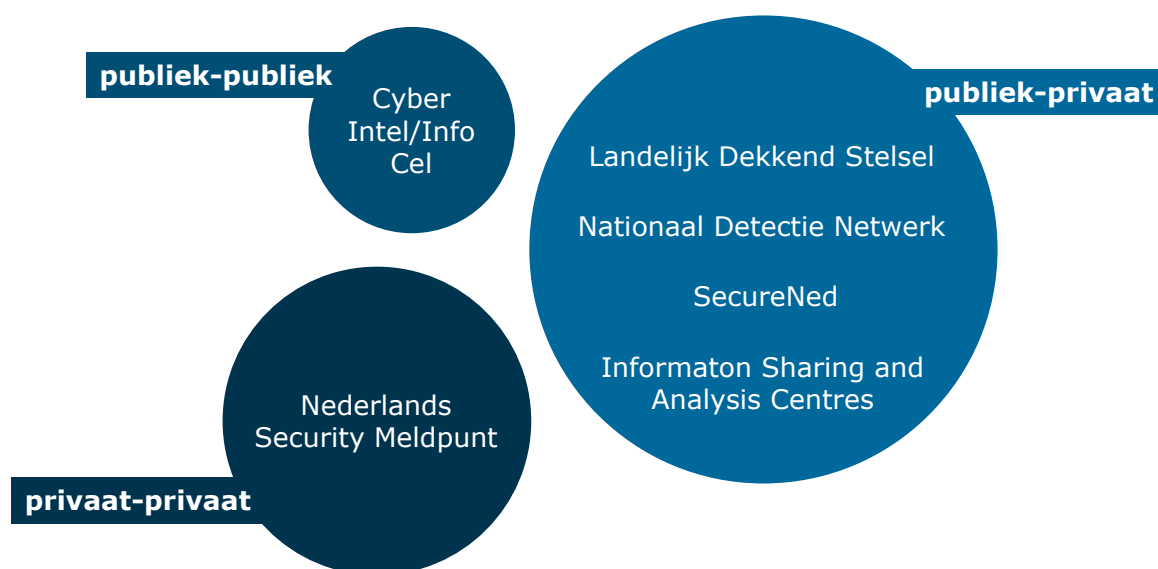 publiek-publiek
Cyber
Intel/Info
Cel
publiek-privaat
Landelijk Dekkend Stelsel
Nationaal Detectie Netwerk
SecureNed
Informaton Sharing and
Analysis Centres
Nederlands
Security Meldpunt
privaat-privaat